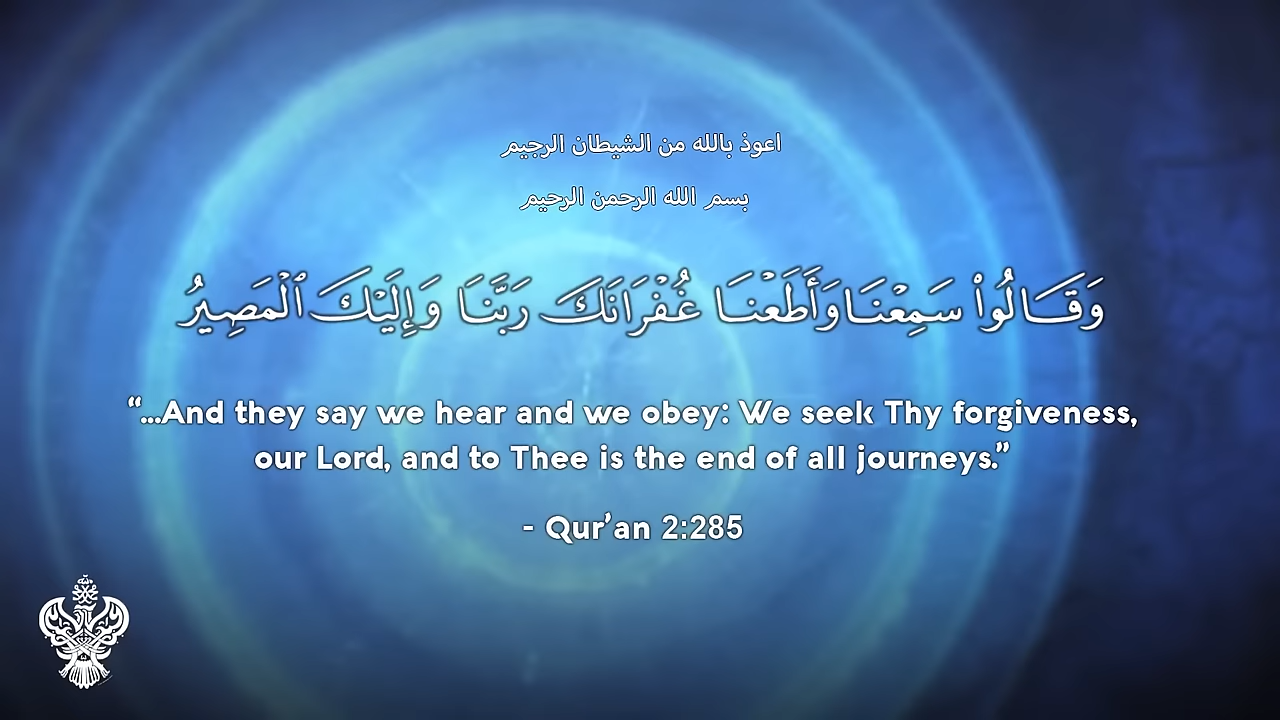 اعوذ بالله من الشيطان الرجيم
بسم الله الرحمن الرحيم
وَقَالُوا۟ سَمِعْنَا وَأَطَعْنَا غُفْرَانَكَ رَبَّنَا وَإِلَيْكَ ٱلْمَصِيرُ
“...And they say we hear and we obey: We seek Thy forgiveness,
our Lord, and to Thee is the end of all journeys.”
- Qur’an 2:285